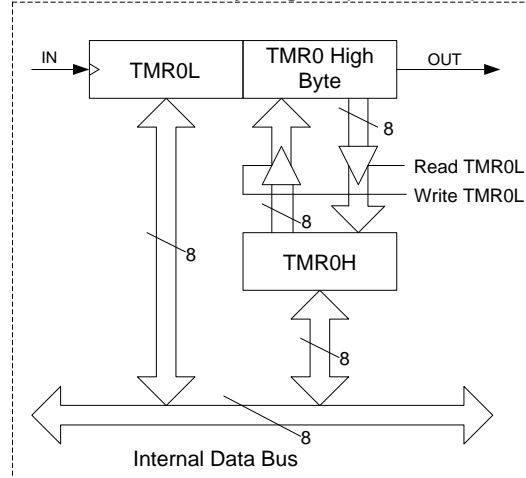 IN
TMR0L
TMR0 High
Byte
OUT
8
Read TMR0L
Write TMR0L
8
8
TMR0H
8
8
Internal Data Bus